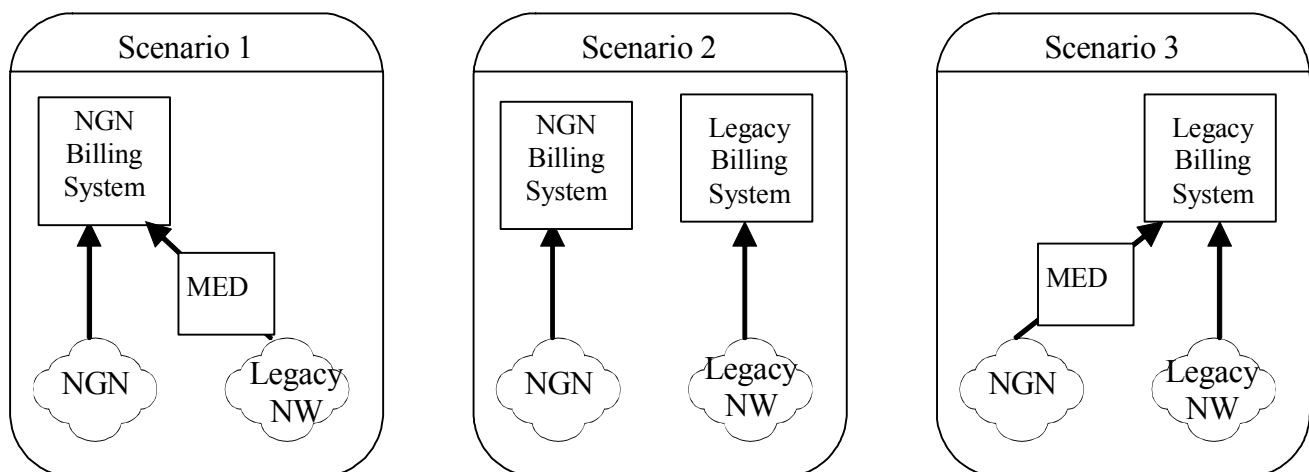 Scenario 1
NGN
Billing
System
MED
NGN
Legacy
NW
Scenario 2
NGN
Billing
System
Legacy
Billing
System
NGN
Legacy
NW
Scenario 3
Legacy
Billing
System
MED
NGN
Legacy
NW